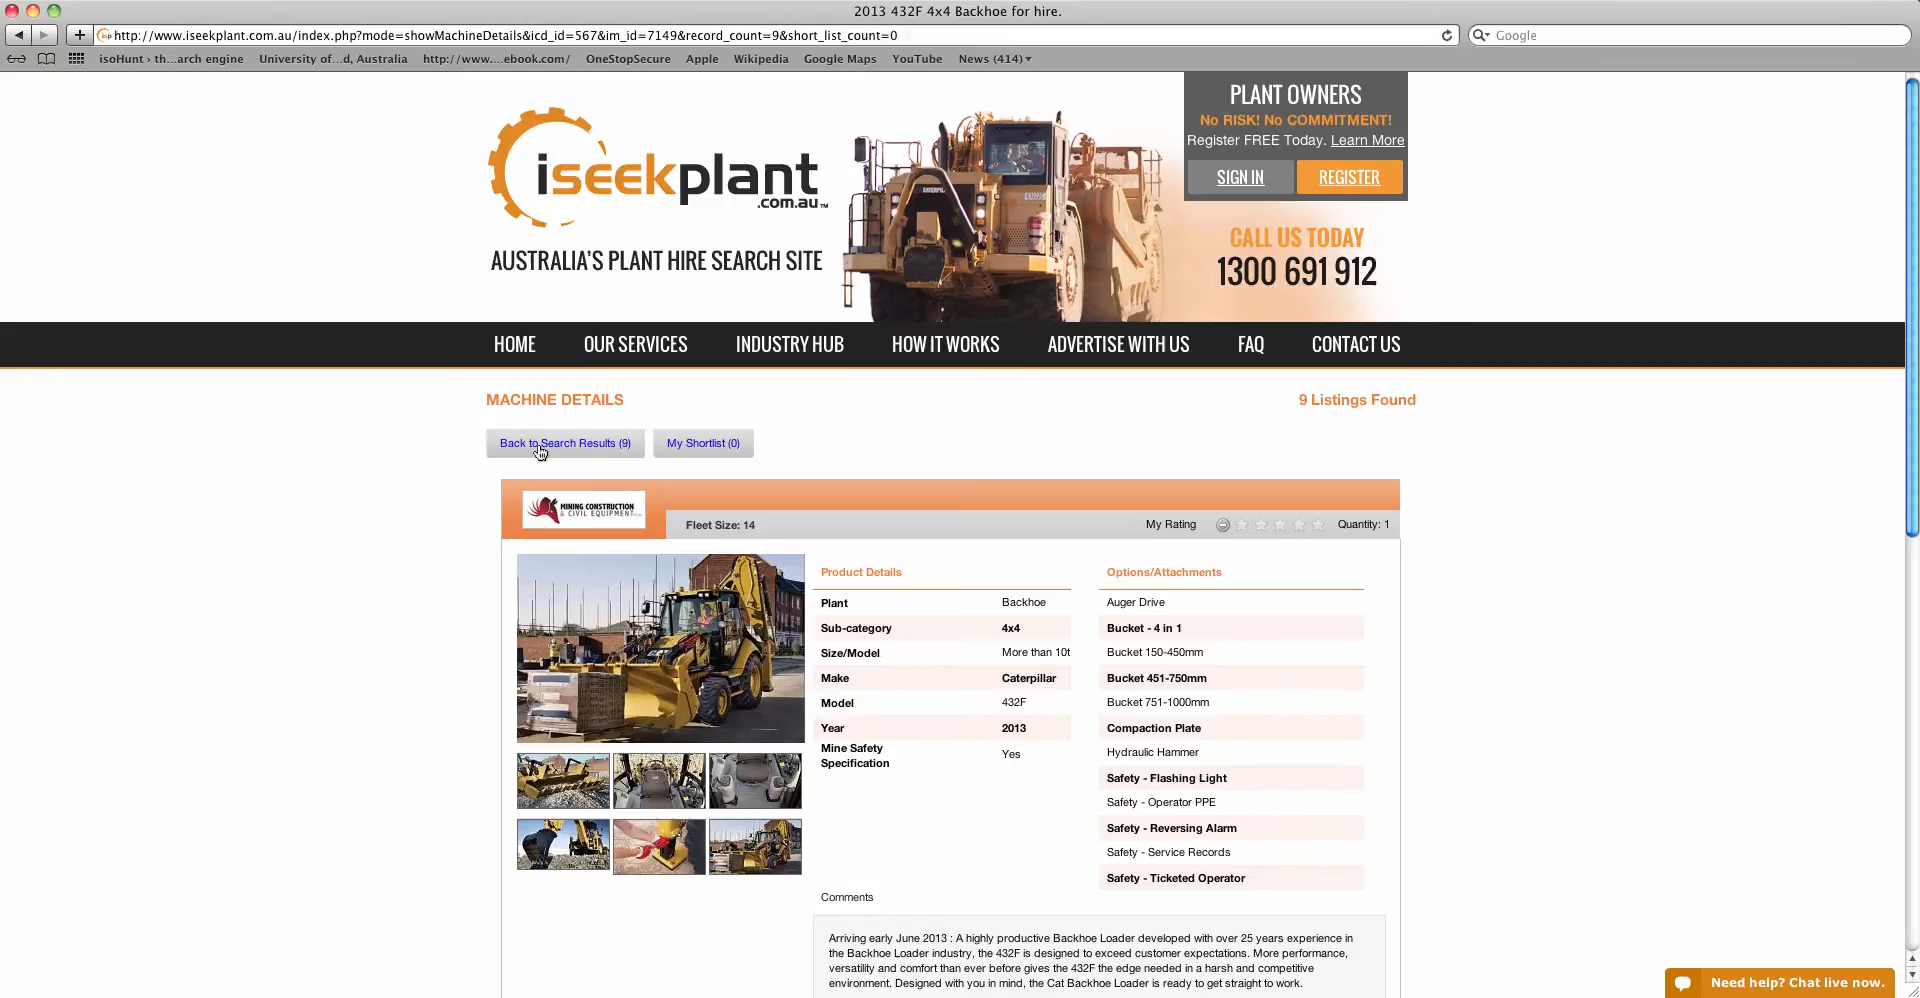 2013 432F 4x4 Backhoe for hire.
http://www.iseekplant.com.au/index.php?mode=showMachineDetails&icd_id=567&im_id=7149&record_count=9&short_list_count=0
Google
isoHunt › th...arch engine University of...d, Australia http://www....ebook.com/ OneStopSecure Apple Wikipedia Google Maps YouTube News (414)▾
iseekplant
.com.au™
AUSTRALIA'S PLANT HIRE SEARCH SITE
PLANT OWNERS
No RISK! No COMMITMENT!
Register FREE Today. Learn More
SIGN IN REGISTER
CALL US TODAY
1300 691 912
HOME OUR SERVICES INDUSTRY HUB HOW IT WORKS ADVERTISE WITH US FAQ CONTACT US
MACHINE DETAILS 9 Listings Found
Back to Search Results (9) My Shortlist (0)
MINING CONSTRUCTION
& CIVIL EQUIPMENT
Fleet Size: 14 My Rating Quantity: 1
Product Details
Plant Backhoe
Sub-category 4x4
Size/Model More than 10t
Make Caterpillar
Model 432F
Year 2013
Mine Safety
Specification Yes
Options/Attachments
Auger Drive
Bucket - 4 in 1
Bucket 150-450mm
Bucket 451-750mm
Bucket 751-1000mm
Compaction Plate
Hydraulic Hammer
Safety - Flashing Light
Safety - Operator PPE
Safety - Reversing Alarm
Safety - Service Records
Safety - Ticketed Operator
Comments
Arriving early June 2013 : A highly productive Backhoe Loader developed with over 25 years experience in
the Backhoe Loader industry, the 432F is designed to exceed customer expectations. More performance,
versatility and comfort than ever before gives the 432F the edge needed in a harsh and competitive
environment. Designed with you in mind, the Cat Backhoe Loader is ready to get straight to work.
Need help? Chat live now.